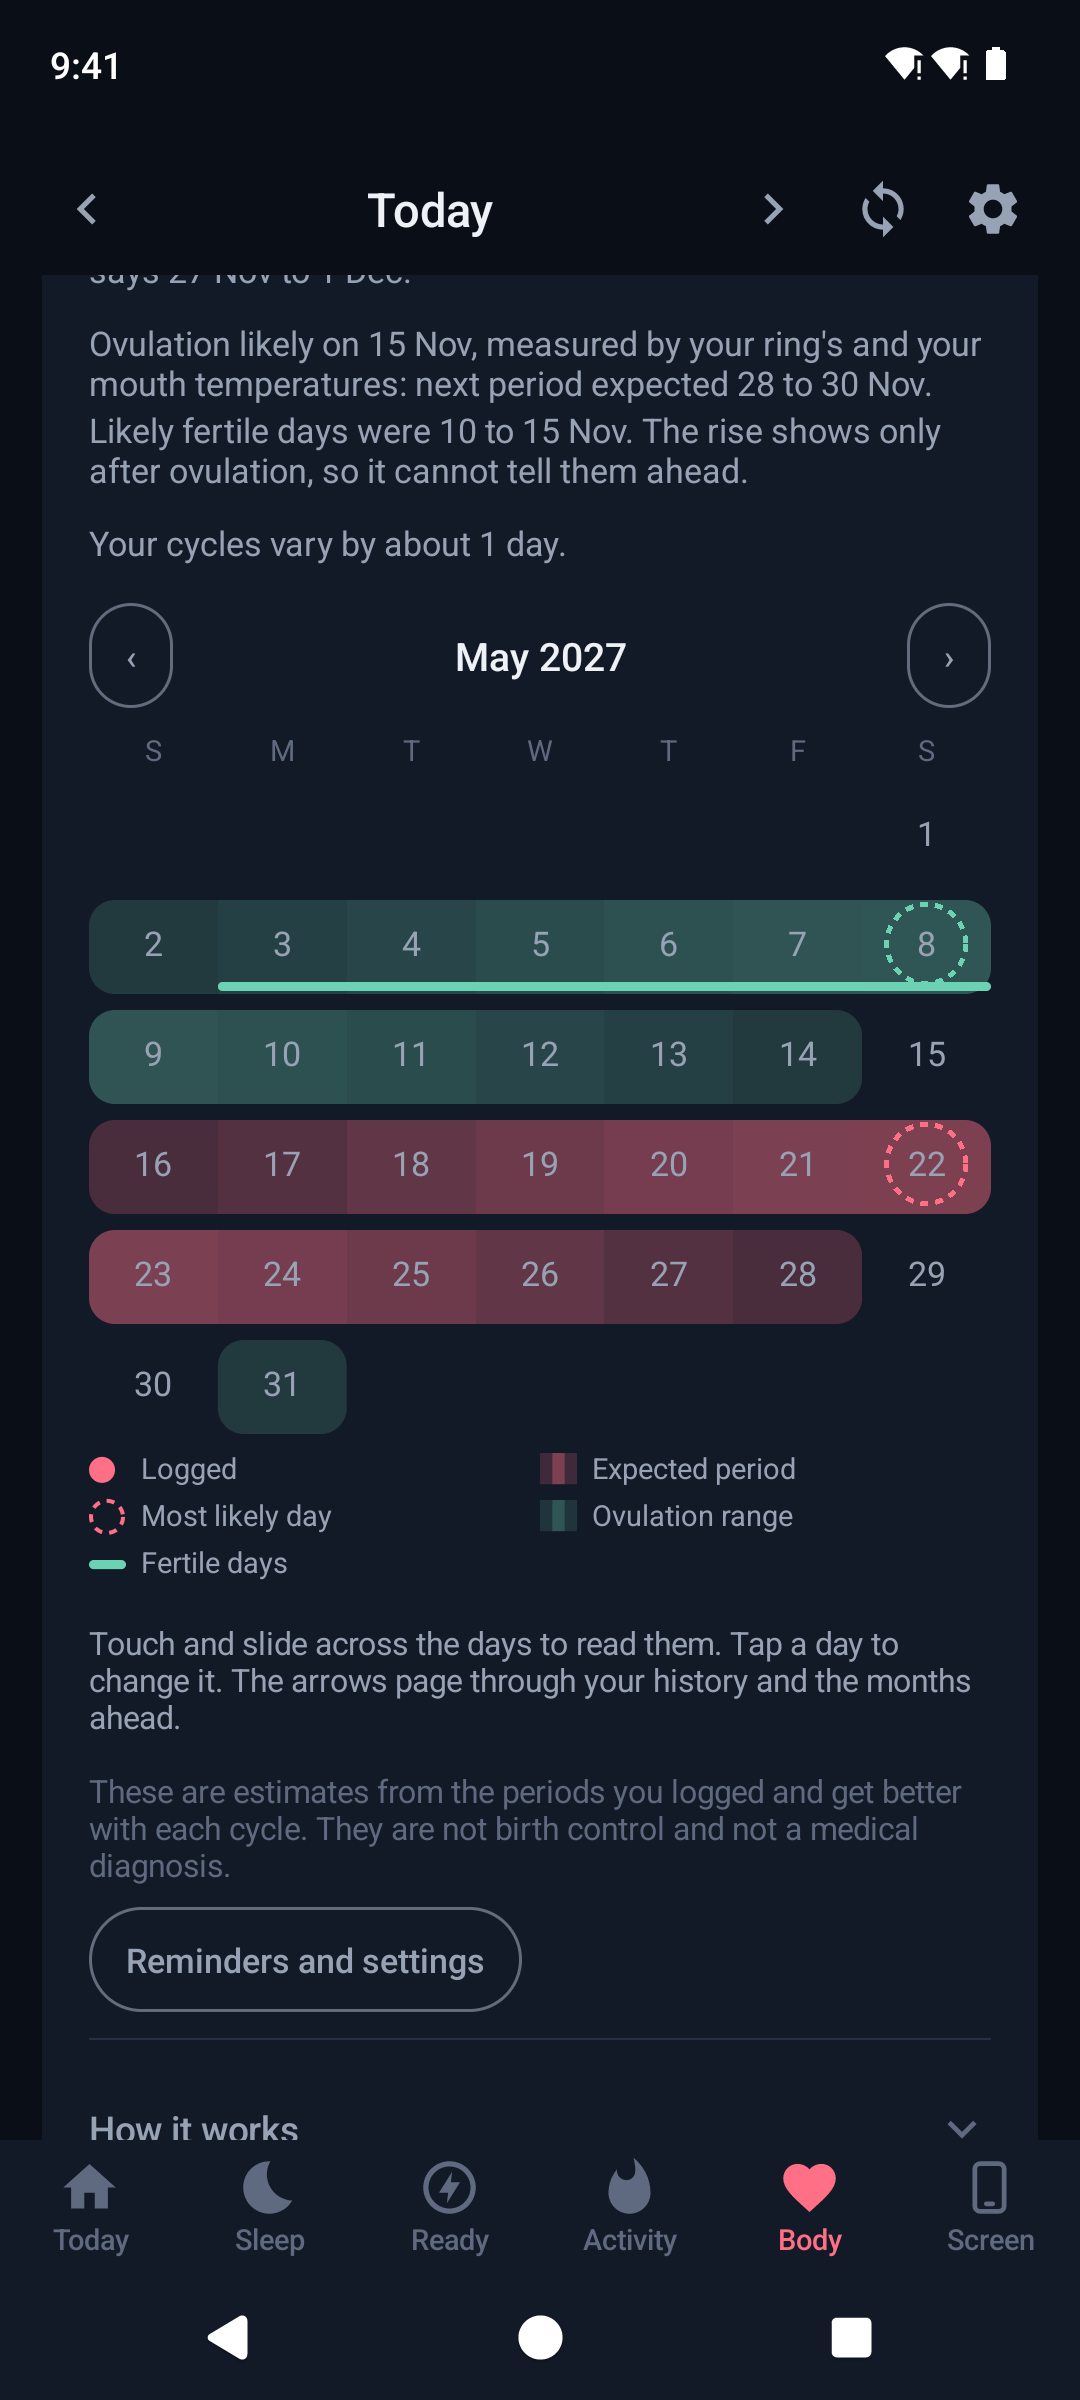 9:41
Today
says 27 Nov to 1 Dec.
Ovulation likely on 15 Nov, measured by your ring's and your
mouth temperatures: next period expected 28 to 30 Nov.
Likely fertile days were 10 to 15 Nov. The rise shows only
after ovulation, so it cannot tell them ahead.
Your cycles vary by about 1 day.
‹ May 2027 ›
S M T W T F S
1
2 3 4 5 6 7 8
9 10 11 12 13 14 15
16 17 18 19 20 21 22
23 24 25 26 27 28 29
30 31
Logged Expected period
Most likely day Ovulation range
Fertile days
Touch and slide across the days to read them. Tap a day to
change it. The arrows page through your history and the months
ahead.
These are estimates from the periods you logged and get better
with each cycle. They are not birth control and not a medical
diagnosis.
Reminders and settings
How it works
Today Sleep Ready Activity Body Screen